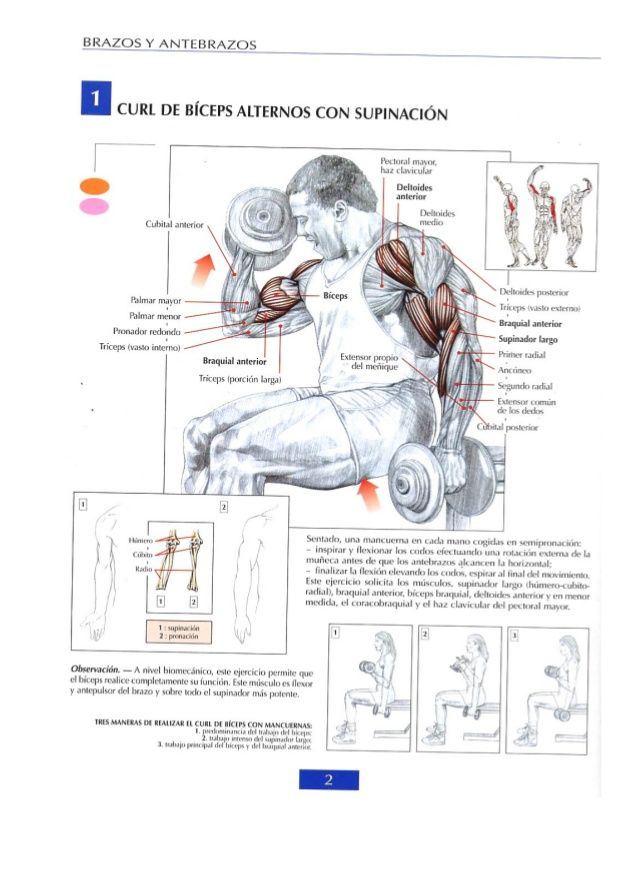 BRAZOS Y ANTEBRAZOS
1
CURL DE BÍCEPS ALTERNOS CON SUPINACIÓN
Pectoral mayor,
haz clavicular
Deltoides
anterior
Deltoides
medio
Cubital anterior
Palmar mayor
Palmar menor
Pronador redondo
Tríceps (vasto interno)
Braquial anterior
Tríceps (porción larga)
Bíceps
Extensor propio
del meñique
Deltoides posterior
Tríceps (vasto externo)
Braquial anterior
Supinador largo
Primer radial
Ancóneo
Segundo radial
Extensor común
de los dedos
Cubital posterior
1
2
Húmero
Cúbito
Radio
1
2
1 : supinación
2 : pronación
Sentado, una mancuerna en cada mano cogidas en semipronación:
– inspirar y flexionar los codos efectuando una rotación externa de la
muñeca antes de que los antebrazos alcancen la horizontal;
– finalizar la flexión elevando los codos, espirar al final del movimiento.
Este ejercicio solicita los músculos, supinador largo (húmero-cubito-
radial), braquial anterior, bíceps braquial, deltoides anterior y en menor
medida, el coracobraquial y el haz clavicular del pectoral mayor.
Observación. — A nivel biomecánico, este ejercicio permite que
el bíceps realice completamente su función. Este músculo es flexor
y antepulsor del brazo y sobre todo el supinador más potente.
TRES MANERAS DE REALIZAR EL CURL DE BÍCEPS CON MANCUERNAS:
1. predominancia del trabajo del bíceps;
2. trabajo intenso del supinador largo;
3. trabajo principal del bíceps y del braquial anterior.
1
2
3
2